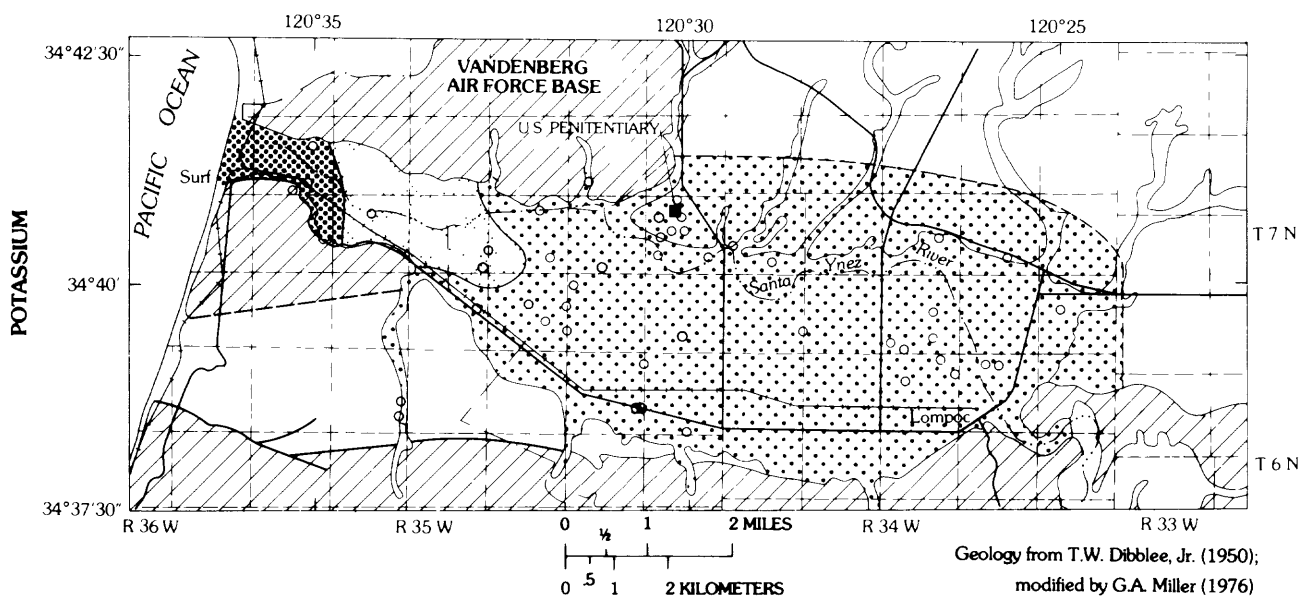 120°35
120°30
120°25
34°42'30"
VANDENBERG
AIR FORCE BASE
PACIFIC OCEAN
U.S PENITENTIARY
Surf
POTASSIUM
T 7 N
River
Ynez
Santa
34°40'
Lompoc
T 6 N
34°37'30"
R 36 W
R 35 W
0 1 2 MILES
½
R 34 W
R 33 W
0 .5 1 2 KILOMETERS
Geology from T.W. Dibblee, Jr. (1950);
modified by G.A. Miller (1976)